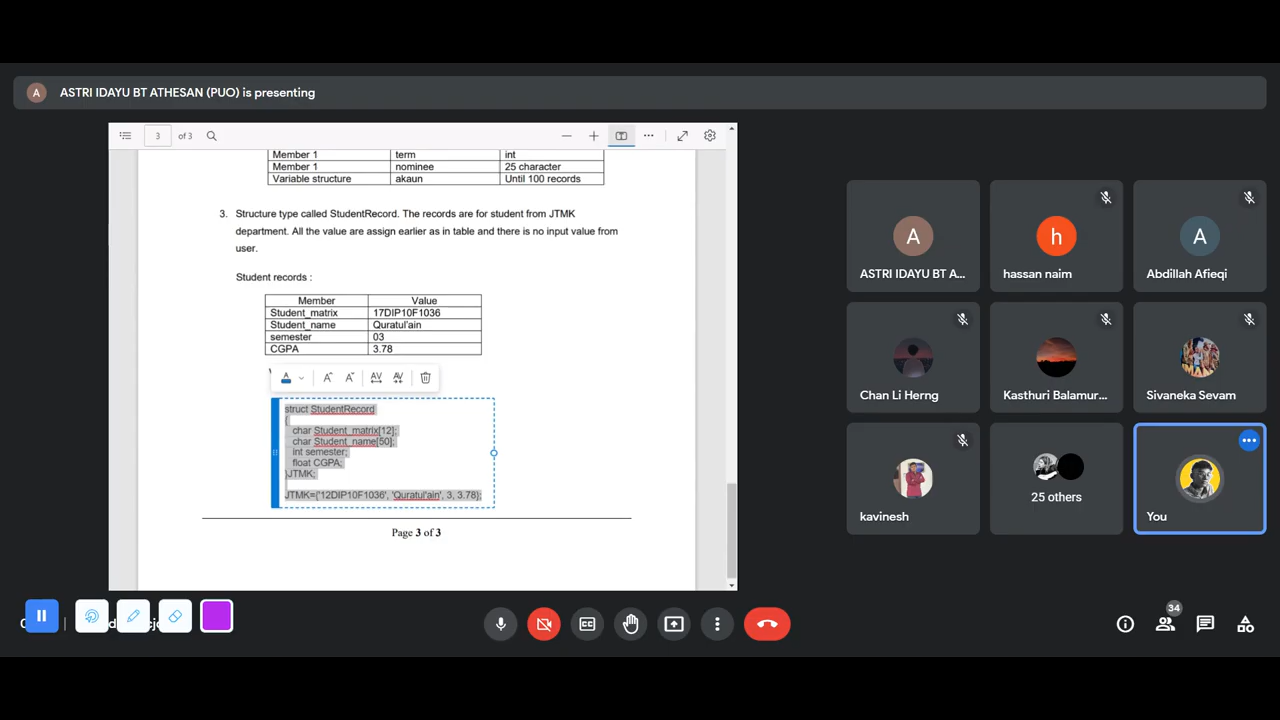 A ASTRI IDAYU BT ATHESAN (PUO) is presenting
3 of 3
Member 1 term int
Member 1 nominee 25 character
Variable structure akaun Until 100 records
3. Structure type called StudentRecord. The records are for student from JTMK
department. All the value are assign earlier as in table and there is no input value from
user.
Student records :
Member Value
Student_matrix 17DIP10F1036
Student_name Quratul'ain
semester 03
CGPA 3.78
struct StudentRecord
{
char Student_matrix[12];
char Student_name[50];
int semester;
float CGPA;
}JTMK;
JTMK={'12DIP10F1036', 'Quratul'ain', 3, 3.78};
Page 3 of 3
A
ASTRI IDAYU BT A...
h
hassan naim
A
Abdillah Afieqi
Chan Li Herng
Kasthuri Balamur...
Sivaneka Sevam
kavinesh
25 others
You
34